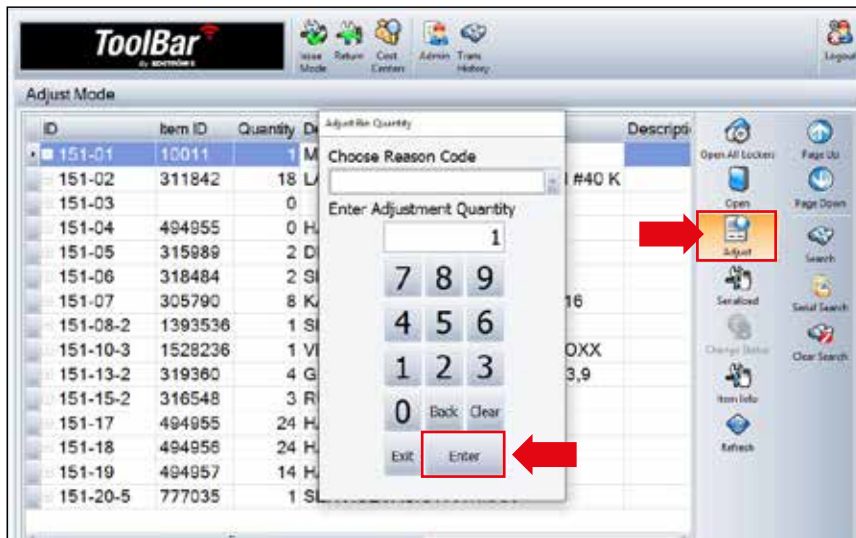 ToolBar
Issue Mode
Return
Cost Centers
Admin
Trans History
Logout
Adjust Mode
ID Item ID Quantity De Descripti
151-01 10011 1 M
151-02 311842 18 LA #40 K
151-03 0
151-04 494955 0 H
151-05 315989 2 D
151-06 318484 2 S
151-07 305790 8 K 16
151-08-2 1393536 1 S
151-10-3 1528236 1 VI OXX
151-13-2 319360 4 G 3,9
151-15-2 316548 3 R
151-17 494955 24 H
151-18 494956 24 H
151-19 494957 14 H
151-20-5 777035 1
Adjust Bin Quantity
Choose Reason Code
Enter Adjustment Quantity
1
7 8 9
4 5 6
1 2 3
0 Back Clear
Exit Enter
Open All Lockers
Page Up
Open
Page Down
Adjust
Search
Serialized
Serial Search
Change Status
Clear Search
Item Info
Refresh